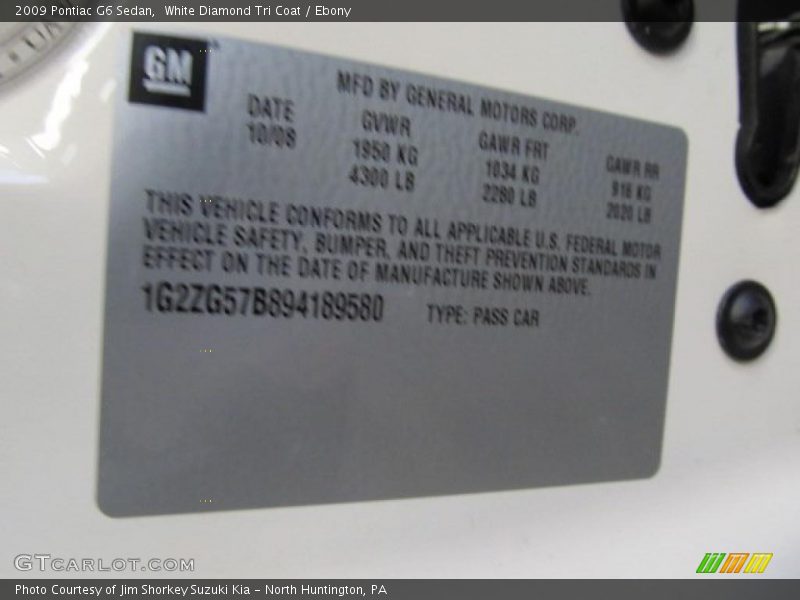 2009 Pontiac G6 Sedan, White Diamond Tri Coat / Ebony
GM
MFD BY GENERAL MOTORS CORP.
DATE GVWR GAWR FRT GAWR RR
10/08 1950 KG 1034 KG 916 KG
4300 LB 2280 LB 2020 LB
THIS VEHICLE CONFORMS TO ALL APPLICABLE U.S. FEDERAL MOTOR
VEHICLE SAFETY, BUMPER, AND THEFT PREVENTION STANDARDS IN
EFFECT ON THE DATE OF MANUFACTURE SHOWN ABOVE.
1G2ZG57B894189580 TYPE: PASS CAR
GTCARLOT.COM
Photo Courtesy of Jim Shorkey Suzuki Kia - North Huntington, PA